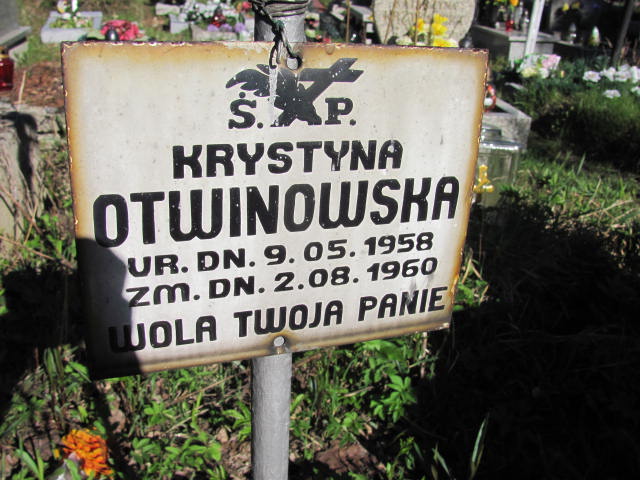 Ś. P.
KRYSTYNA
OTWINOWSKA
UR. DN. 9. 05. 1958
ZM. DN. 2. 08. 1960
WOLA TWOJA PANIE